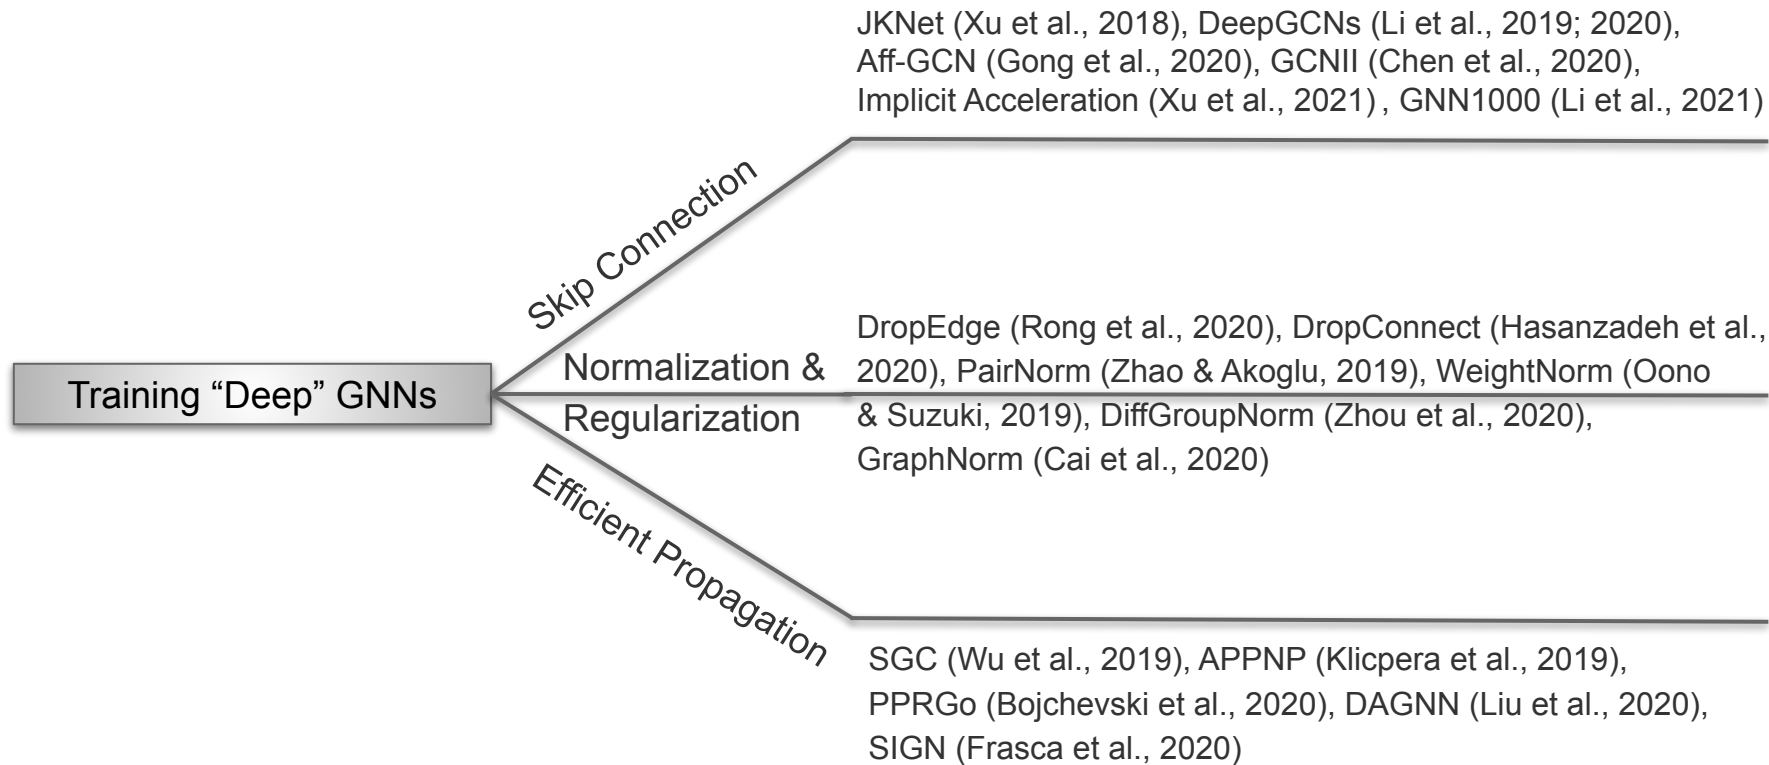 JKNet (Xu et al., 2018), DeepGCNs (Li et al., 2019; 2020),
Aff-GCN (Gong et al., 2020), GCNII (Chen et al., 2020),
Implicit Acceleration (Xu et al., 2021) , GNN1000 (Li et al., 2021)
Skip Connection
Training “Deep” GNNs
Normalization &
Regularization
DropEdge (Rong et al., 2020), DropConnect (Hasanzadeh et al.,
2020), PairNorm (Zhao & Akoglu, 2019), WeightNorm (Oono
& Suzuki, 2019), DiffGroupNorm (Zhou et al., 2020),
GraphNorm (Cai et al., 2020)
Efficient Propagation
SGC (Wu et al., 2019), APPNP (Klicpera et al., 2019),
PPRGo (Bojchevski et al., 2020), DAGNN (Liu et al., 2020),
SIGN (Frasca et al., 2020)